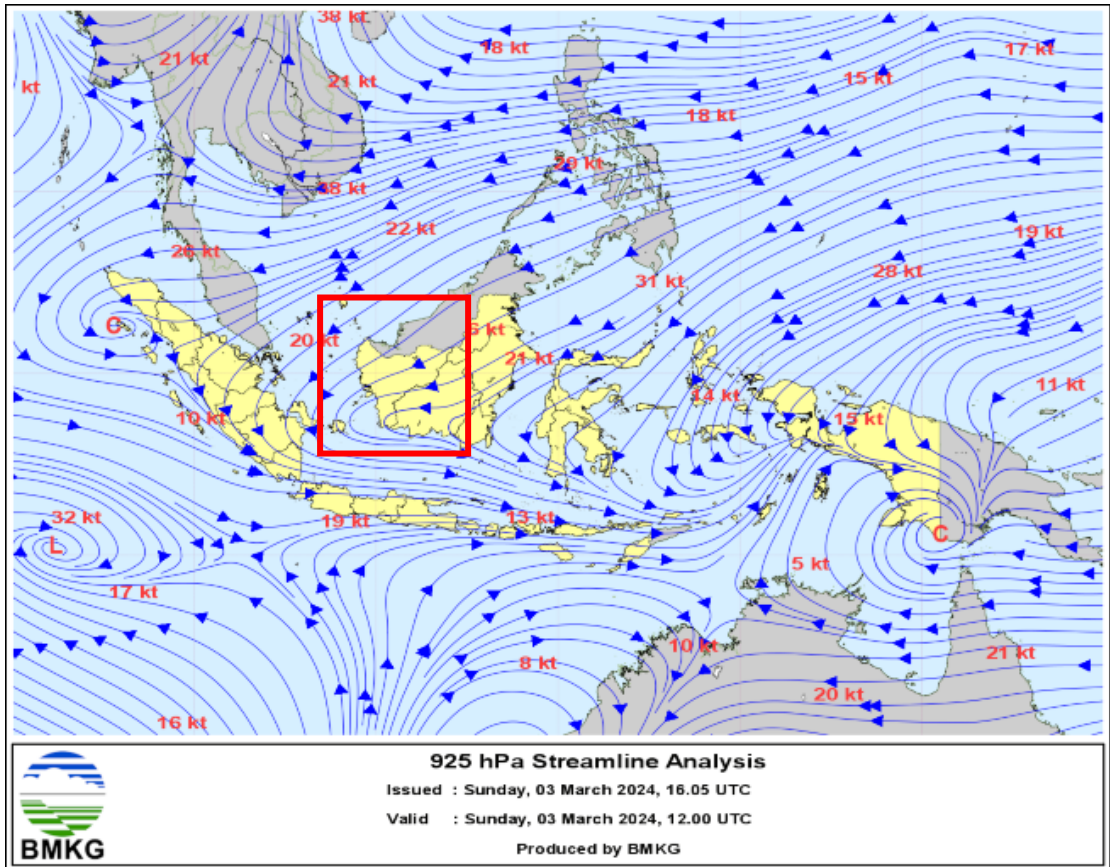 38 kt
18 kt
17 kt
21 kt
21 kt
15 kt
kt
18 kt
29 kt
38 kt
22 kt
19 kt
26 kt
28 kt
31 kt
C
20 kt
6 kt
21 kt
11 kt
14 kt
10 kt
15 kt
32 kt
19 kt
13 kt
C
L
5 kt
17 kt
10 kt
21 kt
8 kt
20 kt
16 kt
925 hPa Streamline Analysis
Issued : Sunday, 03 March 2024, 16.05 UTC
Valid : Sunday, 03 March 2024, 12.00 UTC
Produced by BMKG
BMKG